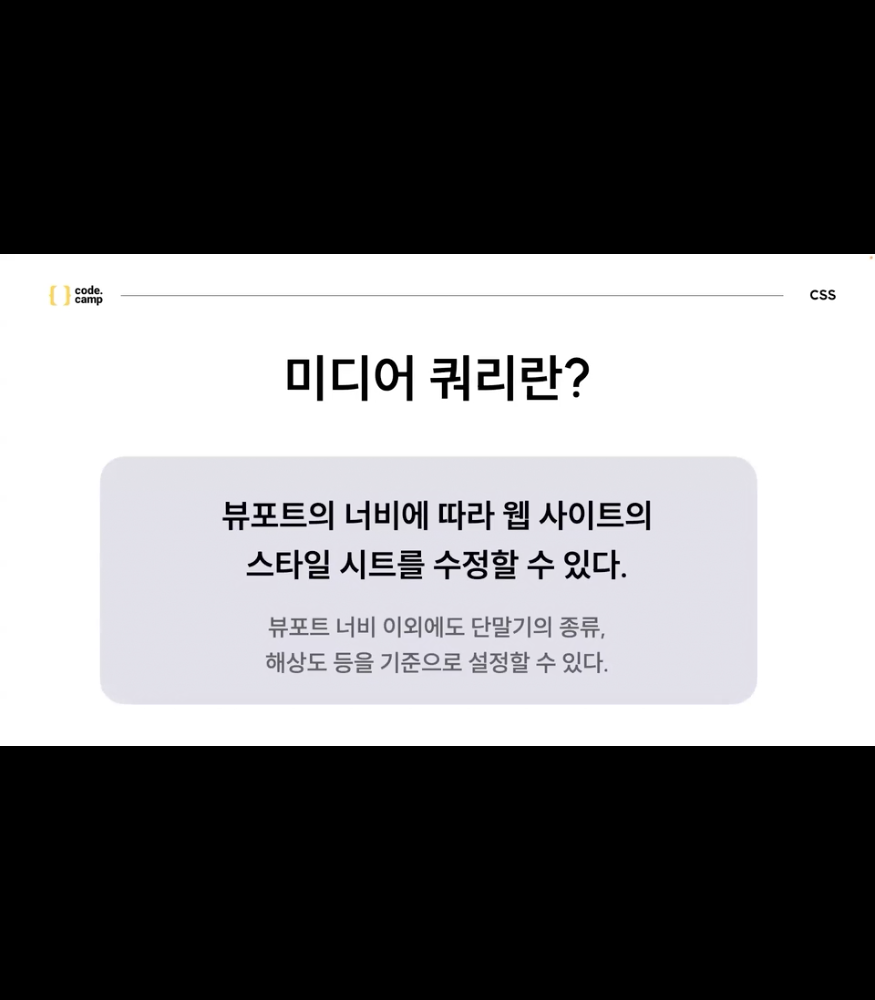 { } code.
camp
CSS
미디어 쿼리란?
뷰포트의 너비에 따라 웹 사이트의
스타일 시트를 수정할 수 있다.
뷰포트 너비 이외에도 단말기의 종류,
해상도 등을 기준으로 설정할 수 있다.